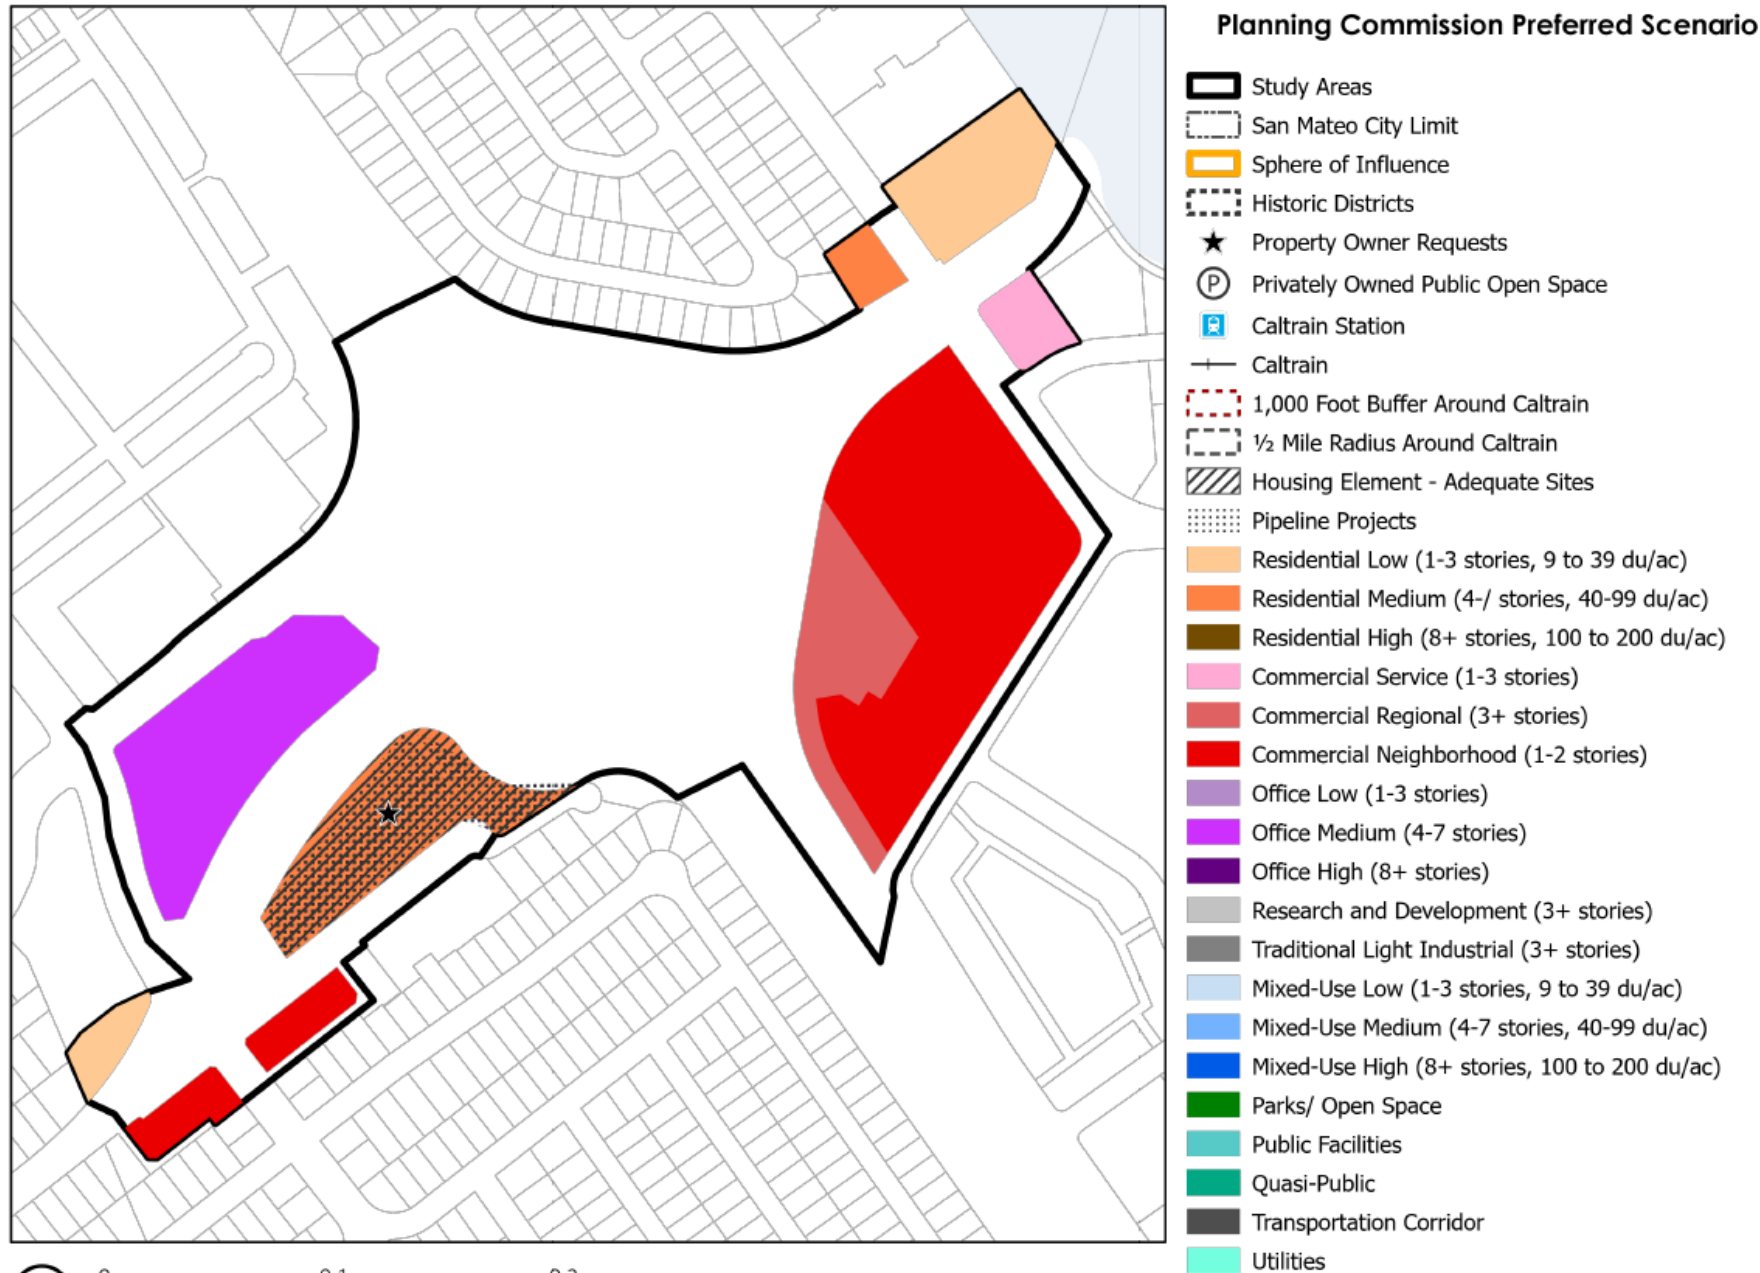 Planning Commission Preferred Scenario
Study Areas
San Mateo City Limit
Sphere of Influence
Historic Districts
Property Owner Requests
P Privately Owned Public Open Space
Caltrain Station
Caltrain
1,000 Foot Buffer Around Caltrain
½ Mile Radius Around Caltrain
Housing Element - Adequate Sites
Pipeline Projects
Residential Low (1-3 stories, 9 to 39 du/ac)
Residential Medium (4-/ stories, 40-99 du/ac)
Residential High (8+ stories, 100 to 200 du/ac)
Commercial Service (1-3 stories)
Commercial Regional (3+ stories)
Commercial Neighborhood (1-2 stories)
Office Low (1-3 stories)
Office Medium (4-7 stories)
Office High (8+ stories)
Research and Development (3+ stories)
Traditional Light Industrial (3+ stories)
Mixed-Use Low (1-3 stories, 9 to 39 du/ac)
Mixed-Use Medium (4-7 stories, 40-99 du/ac)
Mixed-Use High (8+ stories, 100 to 200 du/ac)
Parks/ Open Space
Public Facilities
Quasi-Public
Transportation Corridor
Utilities